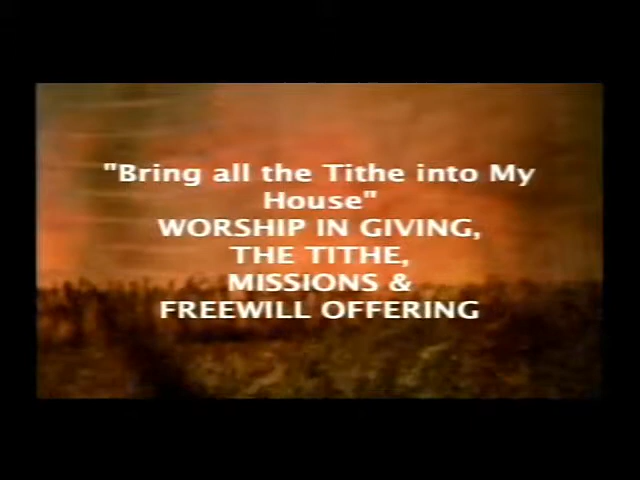 "Bring all the Tithe into My
House"
WORSHIP IN GIVING,
THE TITHE,
MISSIONS &
FREEWILL OFFERING